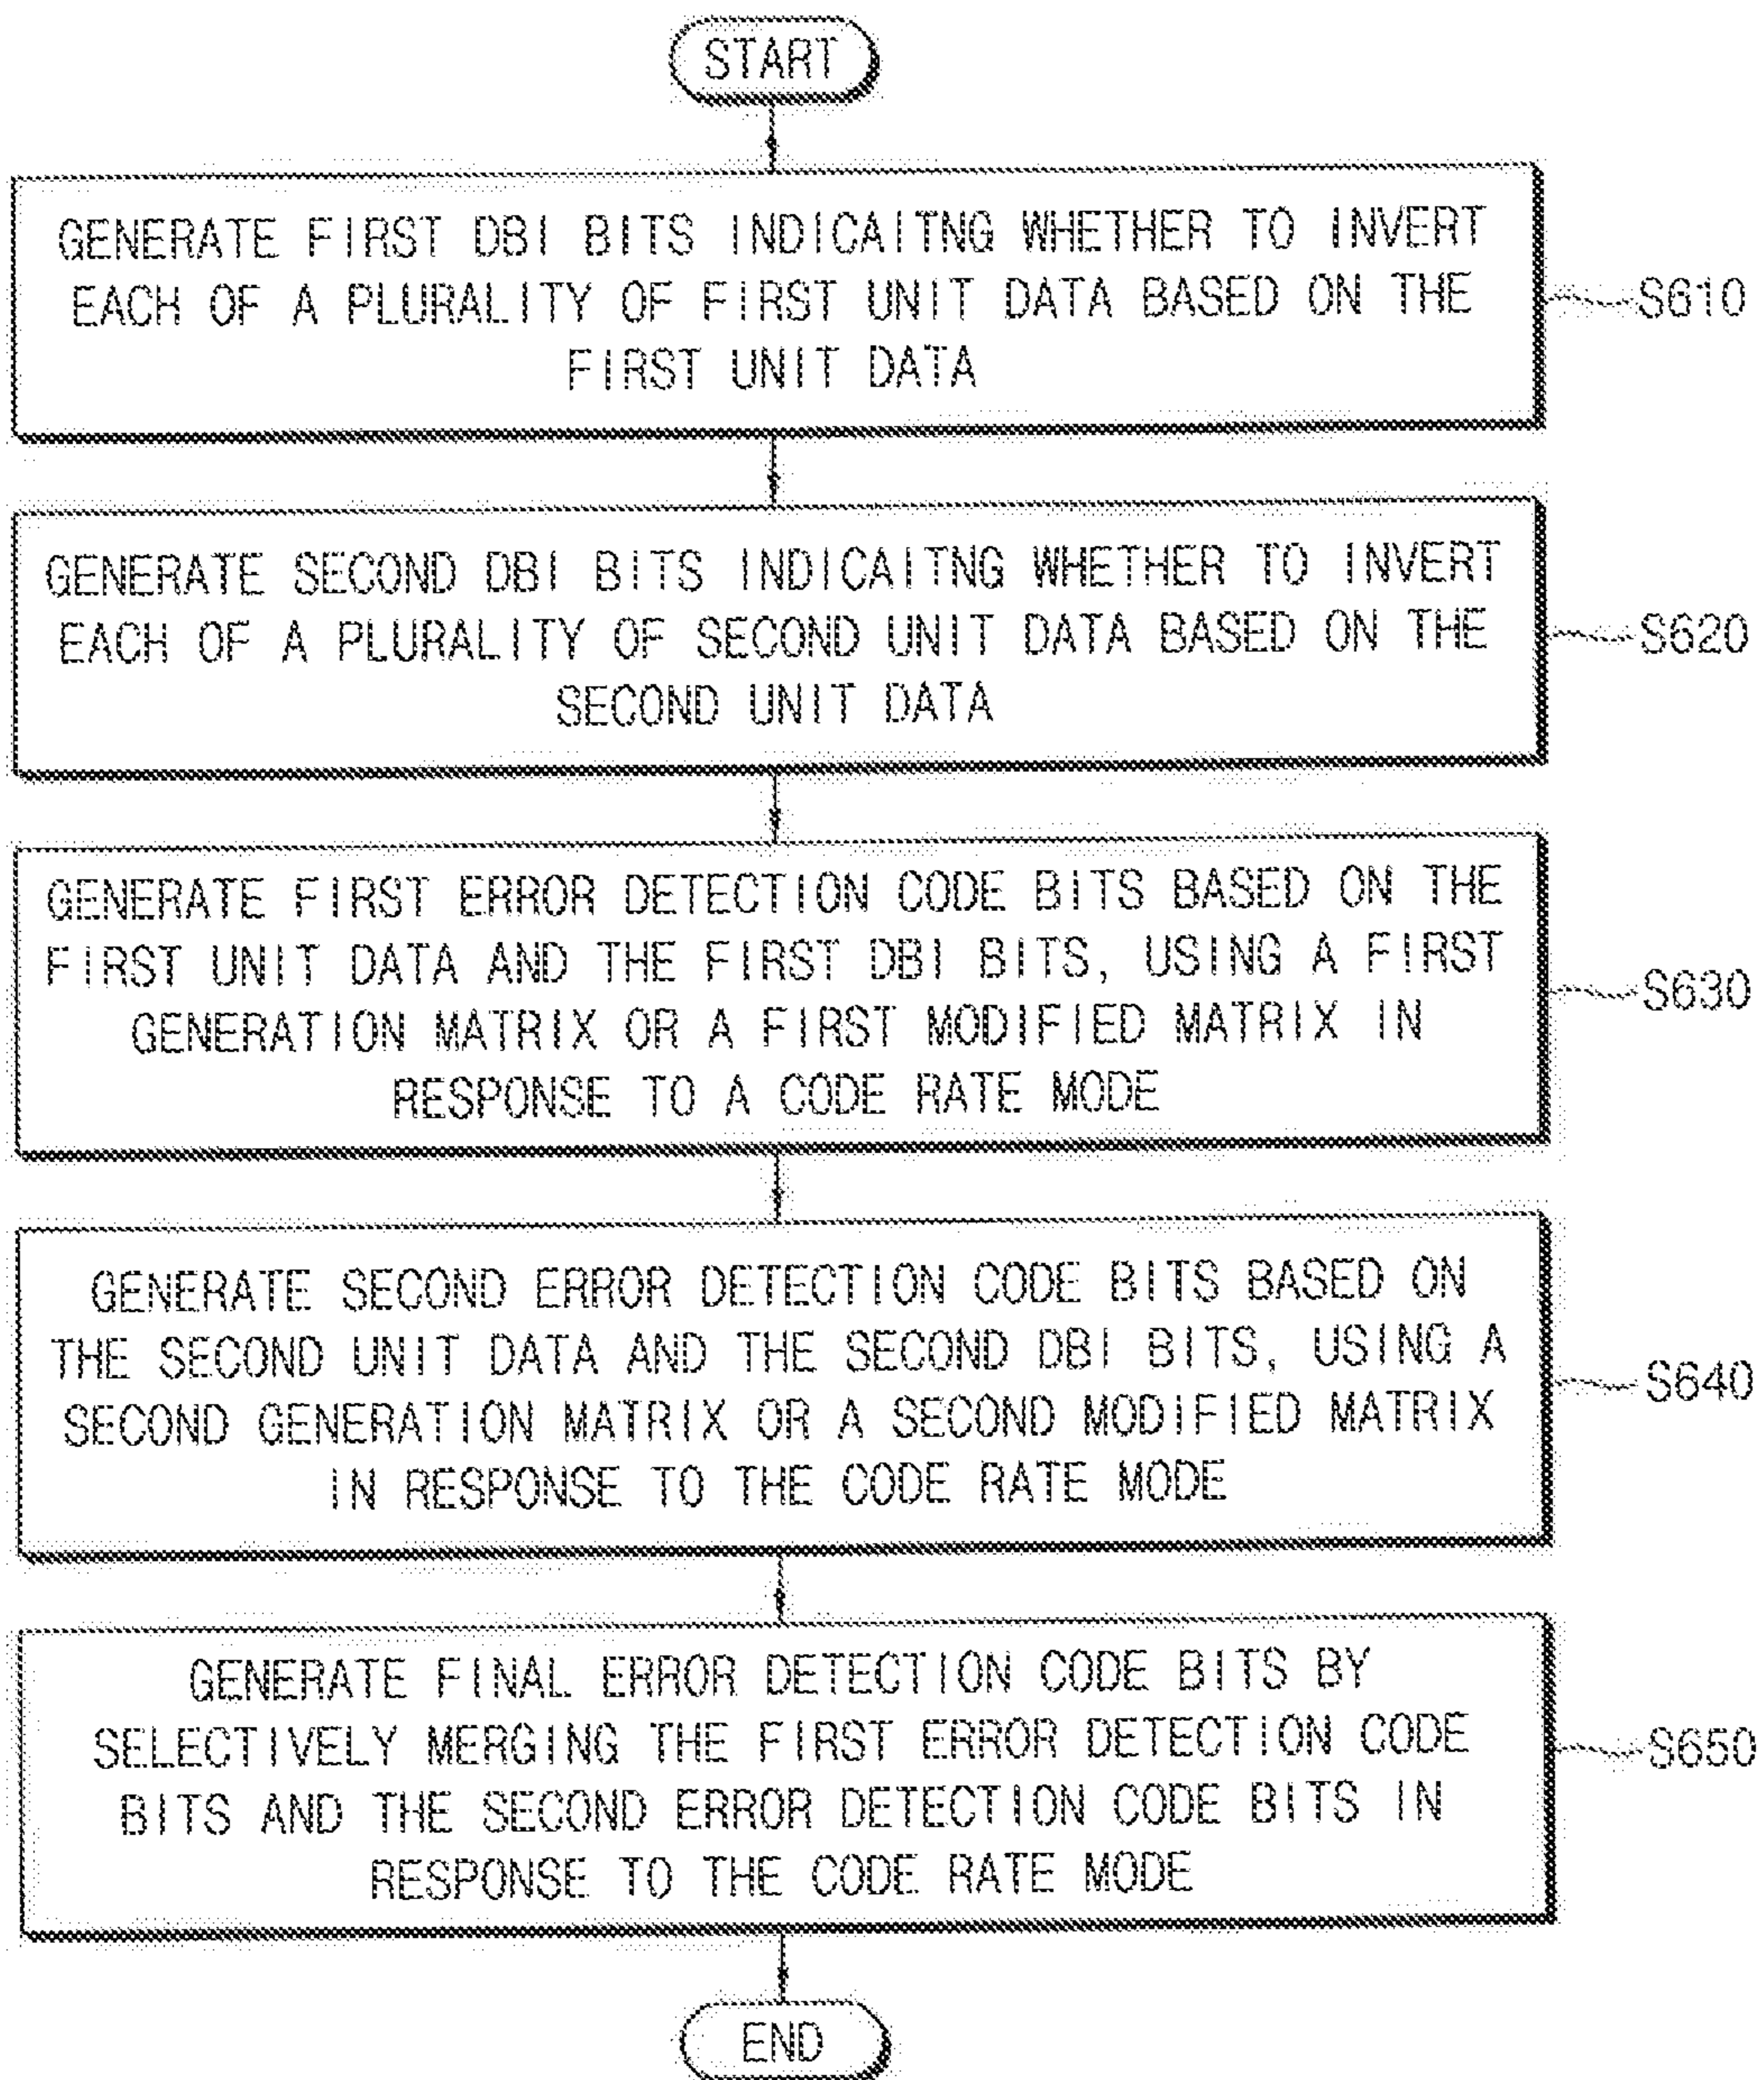 START
GENERATE FIRST DBI BITS INDICAITNG WHETHER TO INVERT
EACH OF A PLURALITY OF FIRST UNIT DATA BASED ON THE
FIRST UNIT DATA
S610
GENERATE SECOND DBI BITS INDICAITNG WHETHER TO INVERT
EACH OF A PLURALITY OF SECOND UNIT DATA BASED ON THE
SECOND UNIT DATA
S620
GENERATE FIRST ERROR DETECTION CODE BITS BASED ON THE
FIRST UNIT DATA AND THE FIRST DBI BITS, USING A FIRST
GENERATION MATRIX OR A FIRST MODIFIED MATRIX IN
RESPONSE TO A CODE RATE MODE
S630
GENERATE SECOND ERROR DETECTION CODE BITS BASED ON
THE SECOND UNIT DATA AND THE SECOND DBI BITS, USING A
SECOND GENERATION MATRIX OR A SECOND MODIFIED MATRIX
IN RESPONSE TO THE CODE RATE MODE
S640
GENERATE FINAL ERROR DETECTION CODE BITS BY
SELECTIVELY MERGING THE FIRST ERROR DETECTION CODE
BITS AND THE SECOND ERROR DETECTION CODE BITS IN
RESPONSE TO THE CODE RATE MODE
S650
END